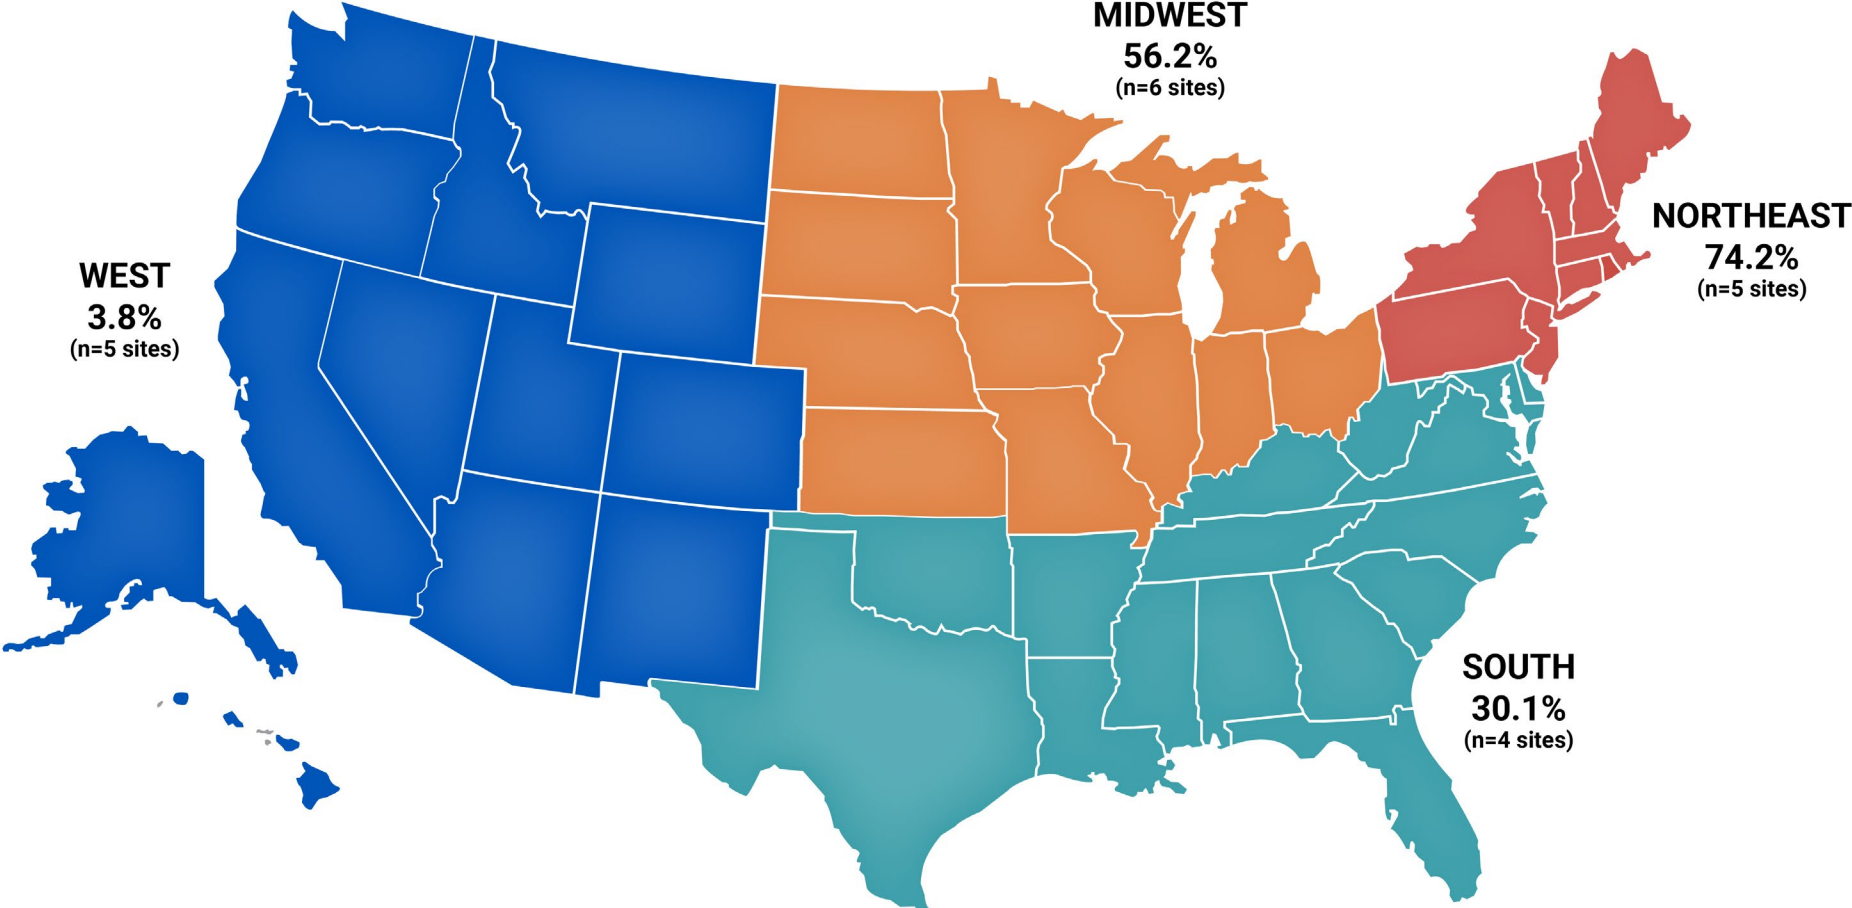 MIDWEST
56.2%
(n=6 sites)
NORTHEAST
74.2%
(n=5 sites)
WEST
3.8%
(n=5 sites)
SOUTH
30.1%
(n=4 sites)